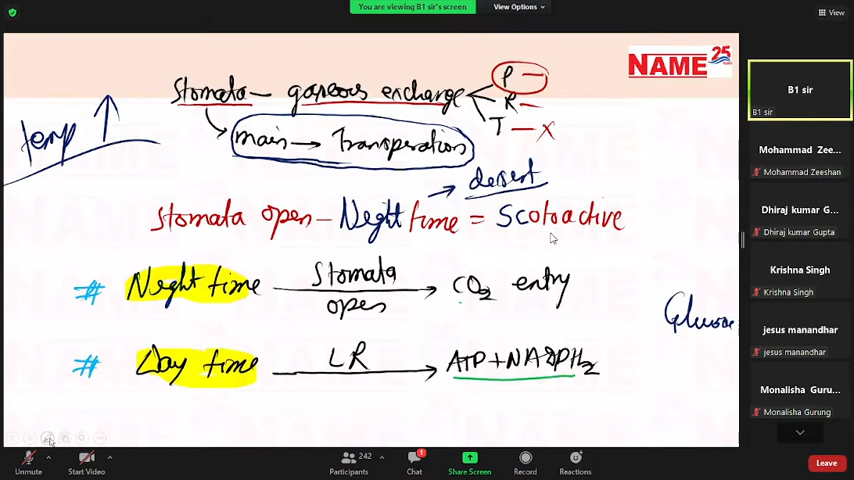 You are viewing B1 sir's screen
View Options
View
NAME 25
Stomata – gaseous exchange
P –
R –
T – x
temp ↑
main → Transperation
→ desert
Stomata open – Night time = Scotoactive
# Night time
Stomata
open
CO2 entry
Glucose
# Day time
LR
ATP + NADPH2
B1 sir
B1 sir
Mohammad Zee...
Mohammad Zeeshan
Dhiraj kumar G...
Dhiraj kumar Gupta
Krishna Singh
Krishna Singh
jesus manandhar
jesus manandhar
Monalisha Guru...
Monalisha Gurung
242
1
Unmute
Start Video
Participants
Chat
Share Screen
Record
Reactions
Leave